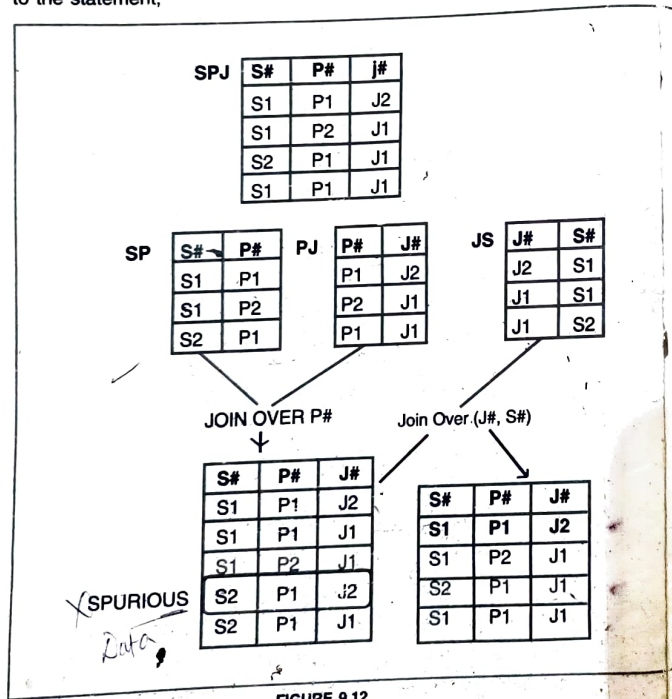 to the statement,
SPJ S# P# j#
S1 P1 J2
S1 P2 J1
S2 P1 J1
S1 P1 J1
SP S# P#
S1 P1
S1 P2
S2 P1
PJ P# J#
P1 J2
P2 J1
P1 J1
JS J# S#
J2 S1
J1 S1
J1 S2
JOIN OVER P#
Join Over (J#, S#)
S# P# J#
S1 P1 J2
S1 P1 J1
S1 P2 J1
SPURIOUS S2 P1 J2
Data
S2 P1 J1
S# P# J#
S1 P1 J2
S1 P2 J1
S2 P1 J1
S1 P1 J1
FIGURE 9.12